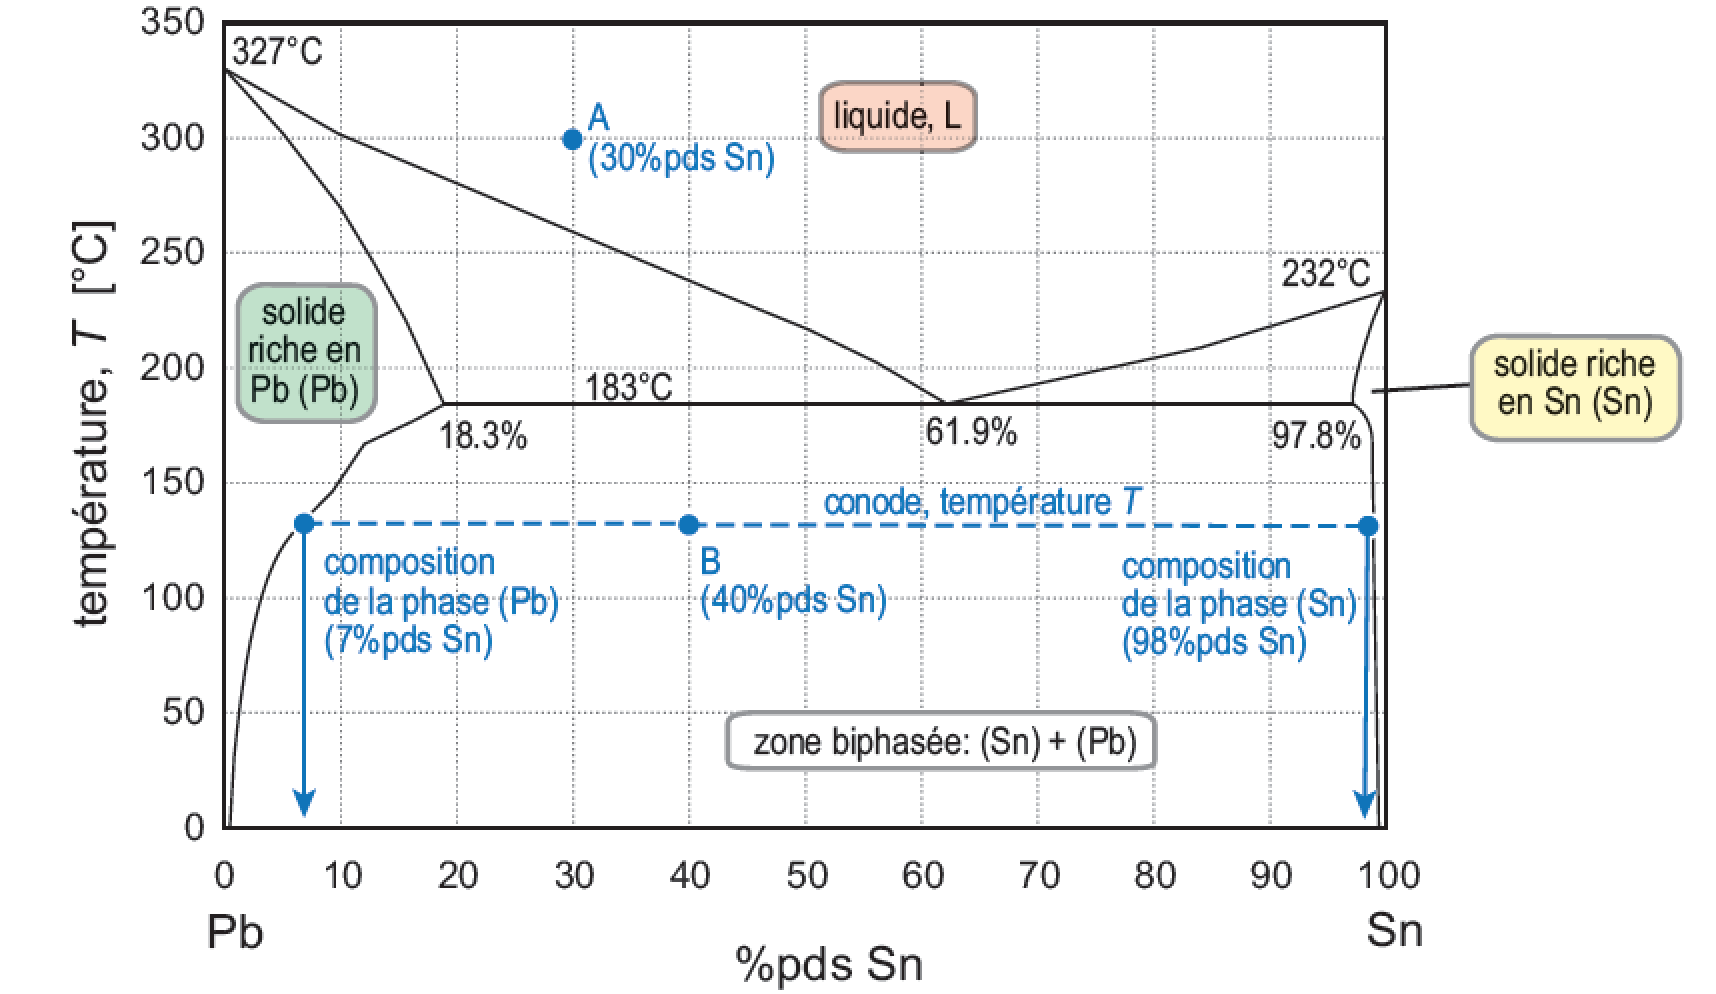 350
327°C
A
(30%pds Sn)
liquide, L
300
250
232°C
solide
riche en
Pb (Pb)
200
183°C
18.3%
61.9%
97.8%
solide riche
en Sn (Sn)
température, T [°C]
150
conode, température T
composition
de la phase (Pb)
(7%pds Sn)
B
(40%pds Sn)
composition
de la phase (Sn)
(98%pds Sn)
100
50
zone biphasée: (Sn) + (Pb)
0
0 10 20 30 40 50 60 70 80 90 100
Pb
Sn
%pds Sn